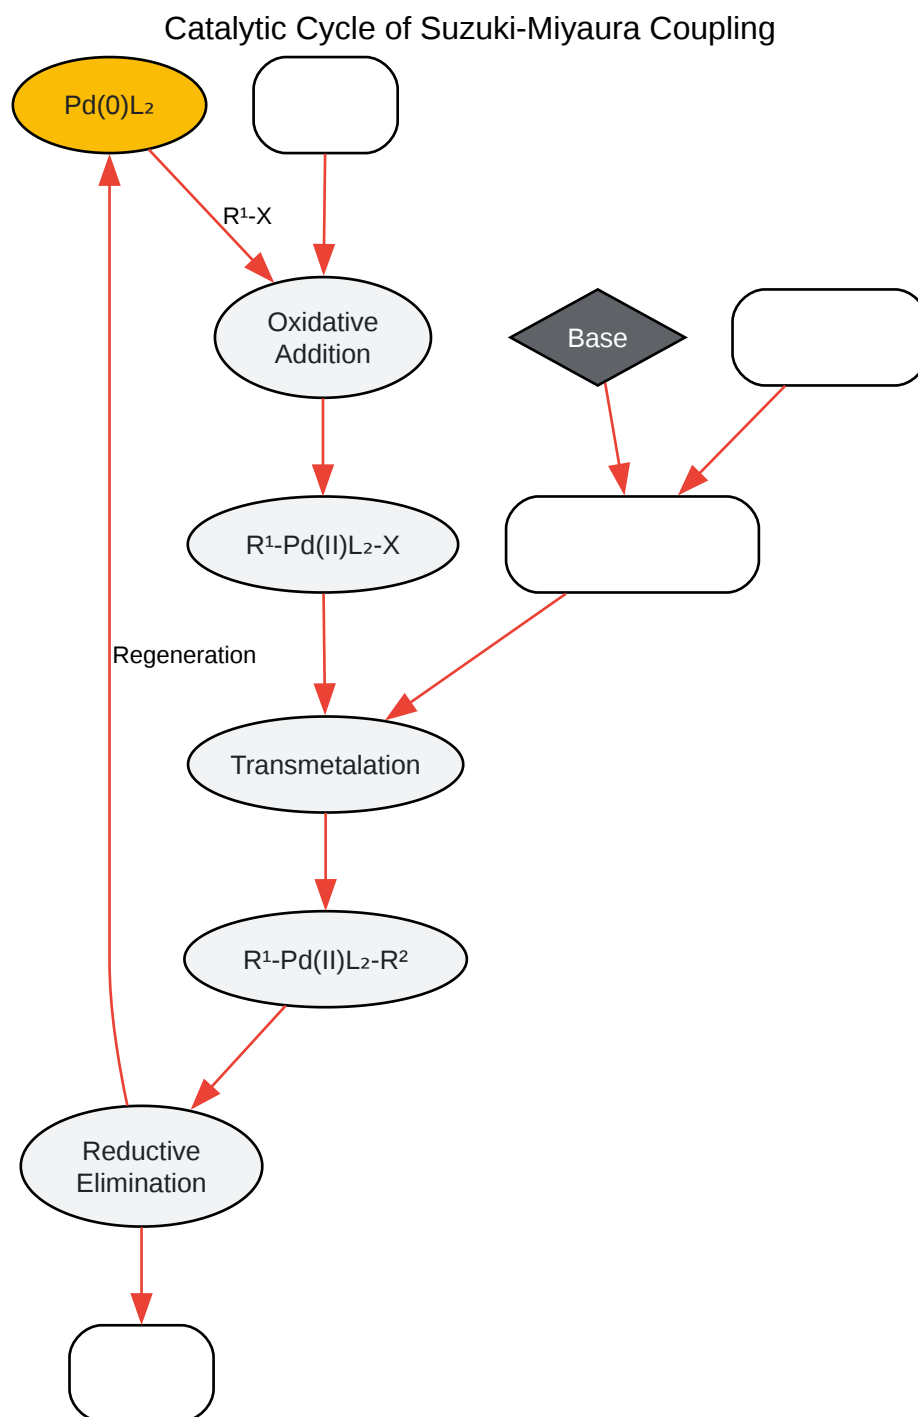 Catalytic Cycle of Suzuki-Miyaura Coupling
Pd(0)L₂
R¹-X
Oxidative
Addition
Base
R¹-Pd(II)L₂-X
Regeneration
Transmetalation
R¹-Pd(II)L₂-R²
Reductive
Elimination